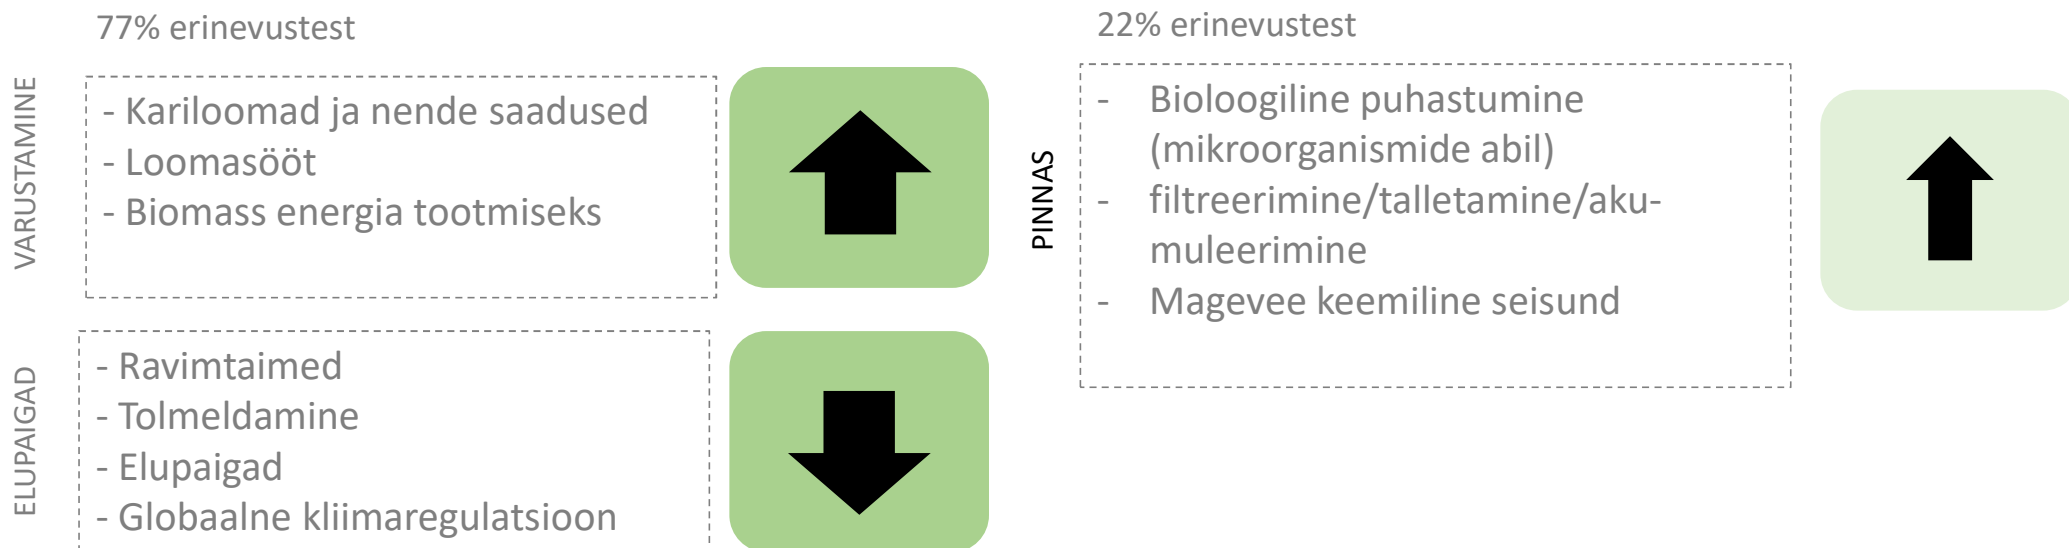 77% erinevustest
VARUSTAMINE
- Kariloomad ja nende saadused
- Loomasööt
- Biomass energia tootmiseks
ELUPAIGAD
- Ravimtaimed
- Tolmeldamine
- Elupaigad
- Globaalne kliimaregulatsioon
22% erinevustest
PINNAS
- Bioloogiline puhastumine
(mikroorganismide abil)
- filtreerimine/talletamine/aku-
muleerimine
- Magevee keemiline seisund